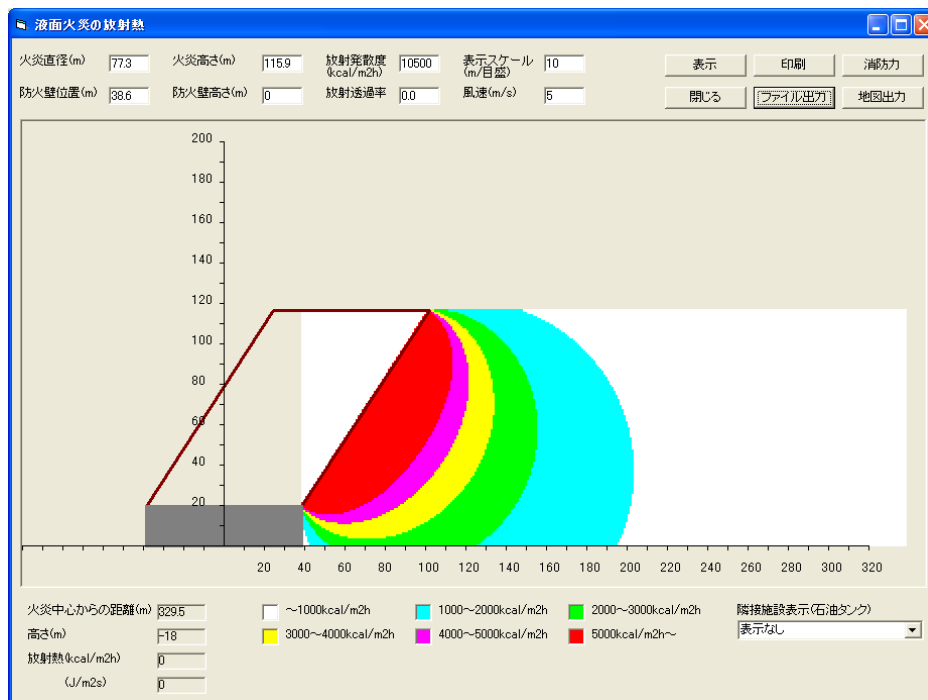 液面火災の放射熱
火炎直径(m) 77.3 火炎高さ(m) 115.9 放射発散度(kcal/m2h) 10500 表示スケール(m/目盛) 10 表示 印刷 消防力
防火壁位置(m) 38.6 防火壁高さ(m) 0 放射透過率 0.0 風速(m/s) 5 閉じる ファイル出力 地図出力
200
180
160
140
120
100
80
60
40
20
20 40 60 80 100 120 140 160 180 200 220 240 260 280 300 320
火炎中心からの距離(m) 329.5 ～1000kcal/m2h 1000～2000kcal/m2h 2000～3000kcal/m2h 隣接施設表示(石油タンク)
高さ(m) -18 3000～4000kcal/m2h 4000～5000kcal/m2h 5000kcal/m2h～ 表示なし
放射熱(kcal/m2h) 0
(J/m2s) 0